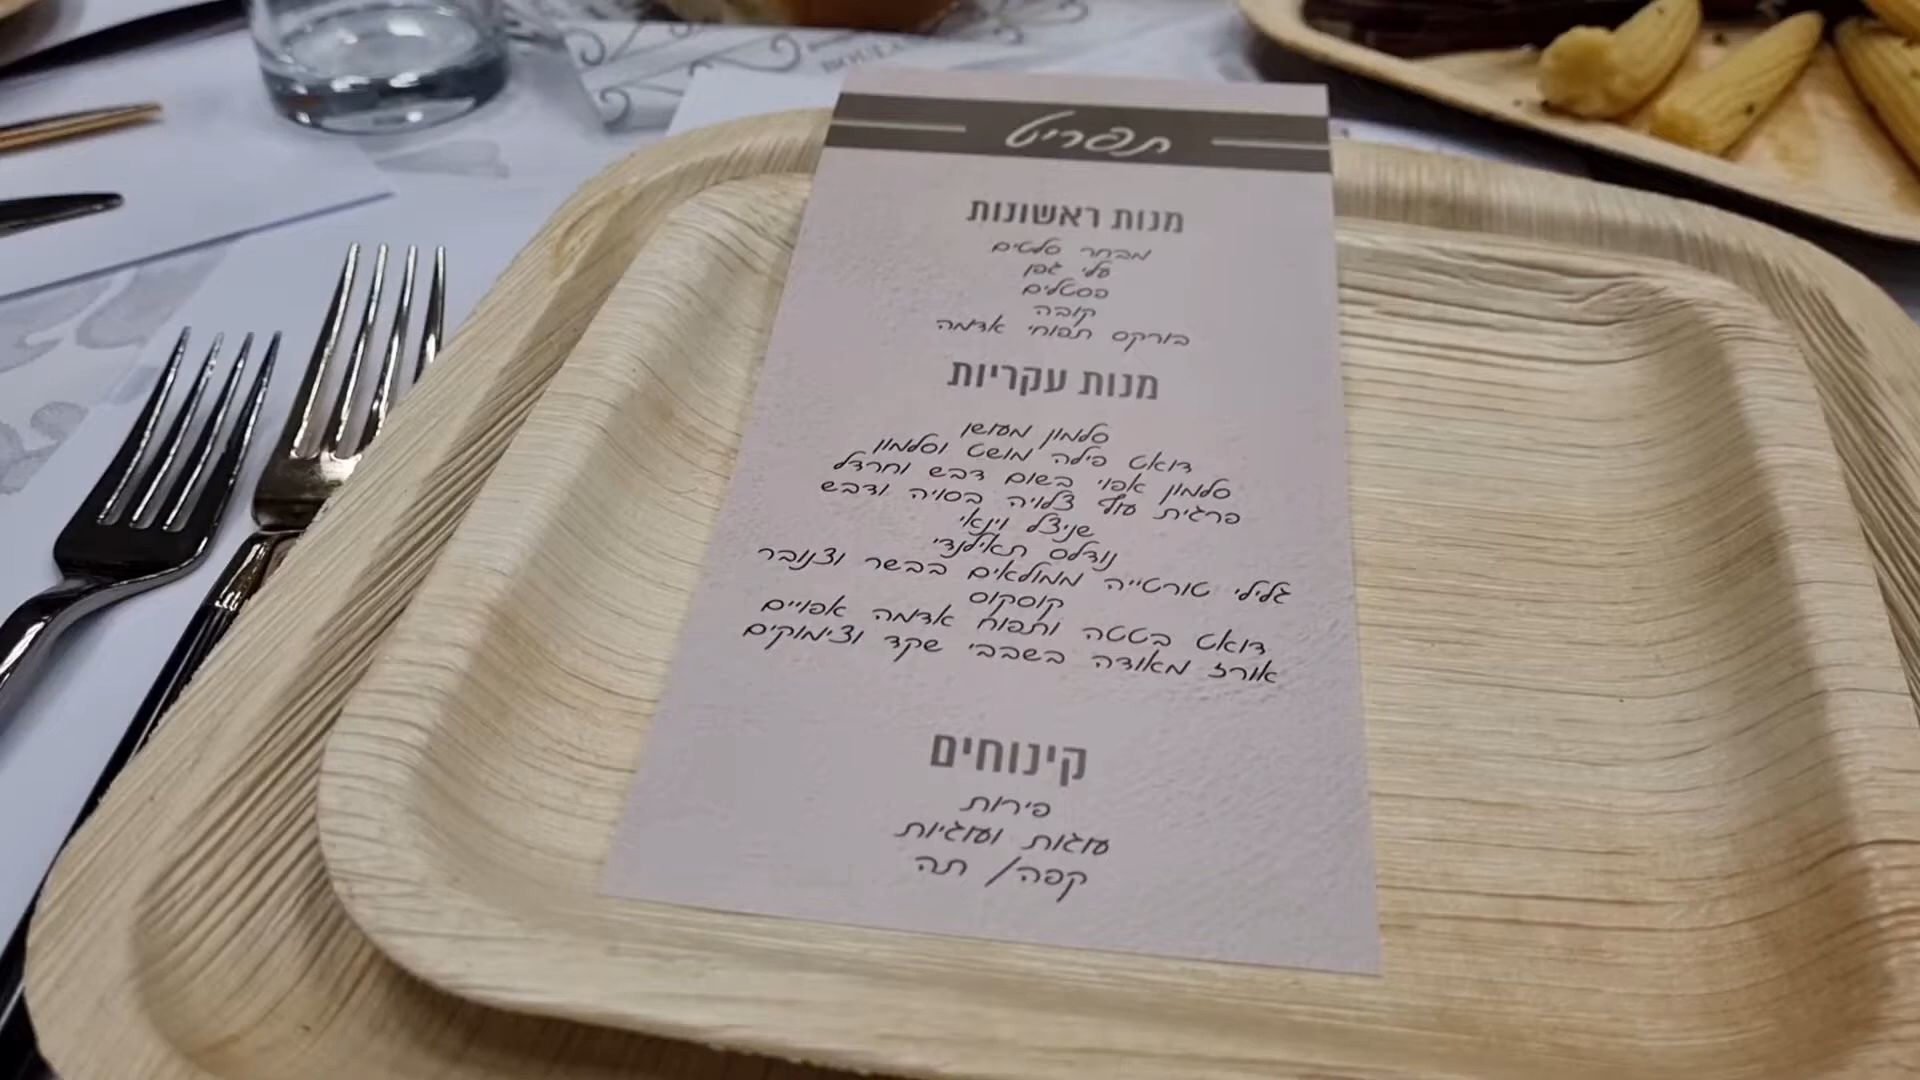 תפריט
מנות ראשונות
מבחר סלטים
עלי גפן
פסטלים
קובה
בורקס תפוחי אדמה
מנות עקריות
סלמון מעושן
דואט פילה מושט וסלמון
סלמון אפוי בשום דבש וחרדל
פרגית עוף צלויה בסויה ודבש
שניצל וינאי
נודלס תאילנדי
גלילי טורטייה ממולאים בבשר וצנובר
קוסקוס
דואט בטטה ותפוח אדמה אפויים
אורז מאודה בשבבי שקד וצימוקים
קינוחים
פירות
עוגות ועוגיות
קפה/ תה